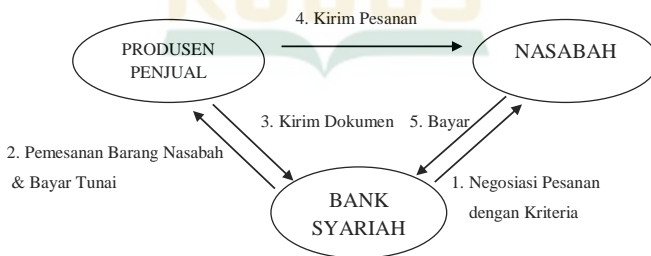 KUDUS
4. Kirim Pesanan
PRODUSEN
PENJUAL
NASABAH
3. Kirim Dokumen
5. Bayar
2. Pemesanan Barang Nasabah
& Bayar Tunai
BANK
SYARIAH
1. Negosiasi Pesanan
dengan Kriteria